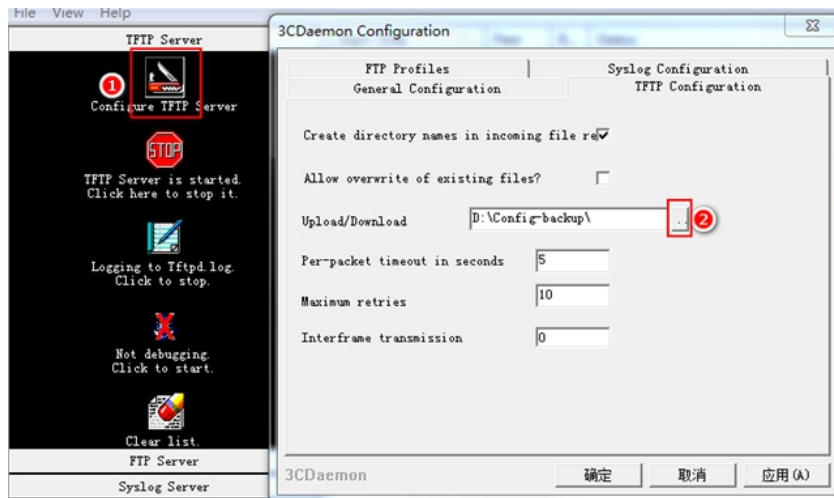 File View Help
TFTP Server
1
Configure TFTP Server
STOP
TFTP Server is started.
Click here to stop it.
Logging to Tftpd.log.
Click to stop.
Not debugging.
Click to start.
Clear list.
FTP Server
Syslog Server
3CDaemon Configuration
FTP Profiles
Syslog Configuration
General Configuration
TFTP Configuration
Create directory names in incoming file re
Allow overwrite of existing files?
Upload/Download D:\Config-backup\ .. 2
Per-packet timeout in seconds 5
Maximum retries 10
Interframe transmission 0
3CDaemon
确定 取消 应用(A)